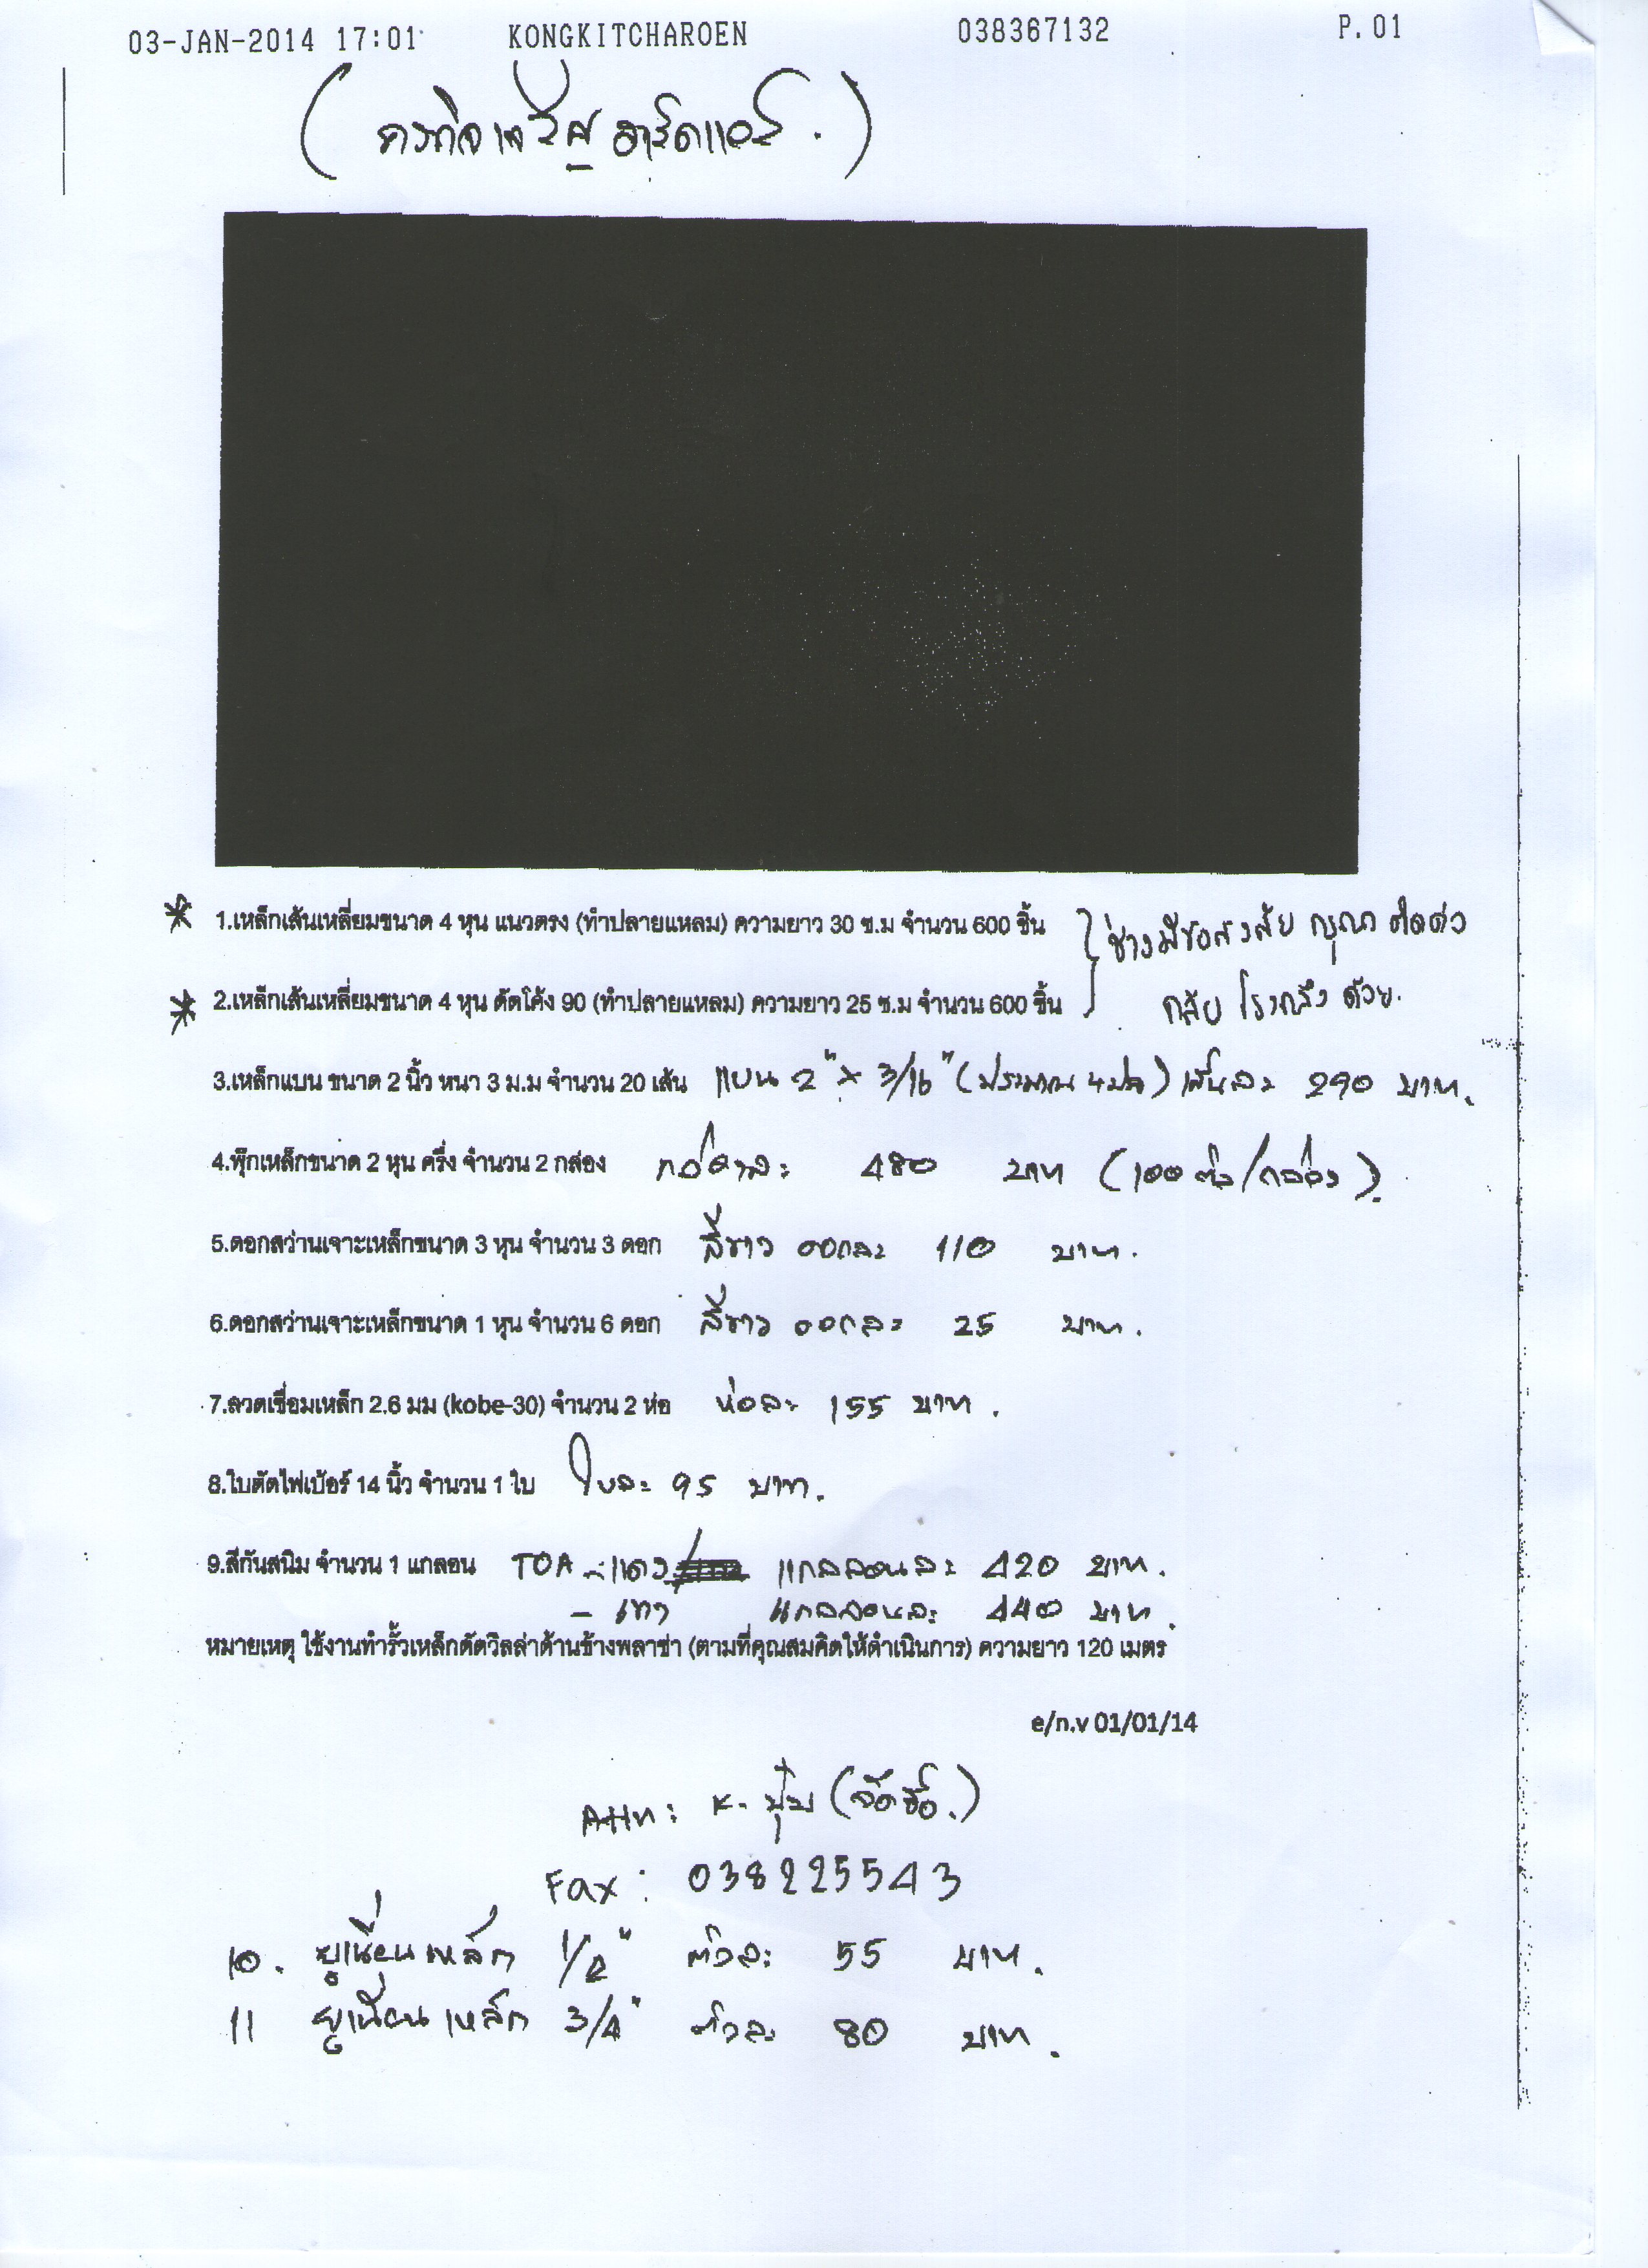 03-JAN-2014 17:01 KONGKITCHAROEN 038367132 P.01
(คงกิจเจริญฮาร์ดแวร์.)
* 1.เหล็กเส้นเหลี่ยมขนาด 4 หุน แนวตรง (ทำปลายแหลม) ความยาว 30 ซ.ม จำนวน 600 ชิ้น ช่างมีข้อสงสัย กรุณา ติดต่อ
* 2.เหล็กเส้นเหลี่ยมขนาด 4 หุน ดัดโค้ง 90 (ทำปลายแหลม) ความยาว 25 ซ.ม จำนวน 600 ชิ้น กลับ โรงกลึง ด้วย.
3.เหล็กแบน ขนาด 2 นิ้ว หนา 3 ม.ม จำนวน 20 เส้น แบน 2" x 3/16" (ประมาณ 4 มิล) เส้นละ 290 บาท.
4.พุ๊กเหล็กขนาด 2 หุน ครึ่ง จำนวน 2 กล่อง กล่องละ 480 บาท (100 ตัว/กล่อง).
5.ดอกสว่านเจาะเหล็กขนาด 3 หุน จำนวน 3 ดอก สีขาว ดอกละ 110 บาท.
6.ดอกสว่านเจาะเหล็กขนาด 1 หุน จำนวน 6 ดอก สีขาว ดอกละ 25 บาท.
7.ลวดเชื่อมเหล็ก 2.6 มม (kobe-30) จำนวน 2 ห่อ ห่อละ 155 บาท.
8.ใบตัดไฟเบ้อร์ 14 นิ้ว จำนวน 1 ใบ ใบละ 95 บาท.
9.สีกันสนิม จำนวน 1 แกลอน TOA - แดง แกลลอนละ 420 บาท.
- เทา แกลลอนละ 440 บาท.
หมายเหตุ ใช้งานทำรั้วเหล็กดัดวิลล่าด้านข้างพลาซ่า (ตามที่คุณสมคิดให้ดำเนินการ) ความยาว 120 เมตร
e/n.v 01/01/14
Attn: K. (จัดซื้อ.)
Fax: 038225543
10. ยูเนี่ยนเหล็ก 1/2" ตัวละ 55 บาท.
11 ยูเนี่ยนเหล็ก 3/4" ตัวละ 80 บาท.